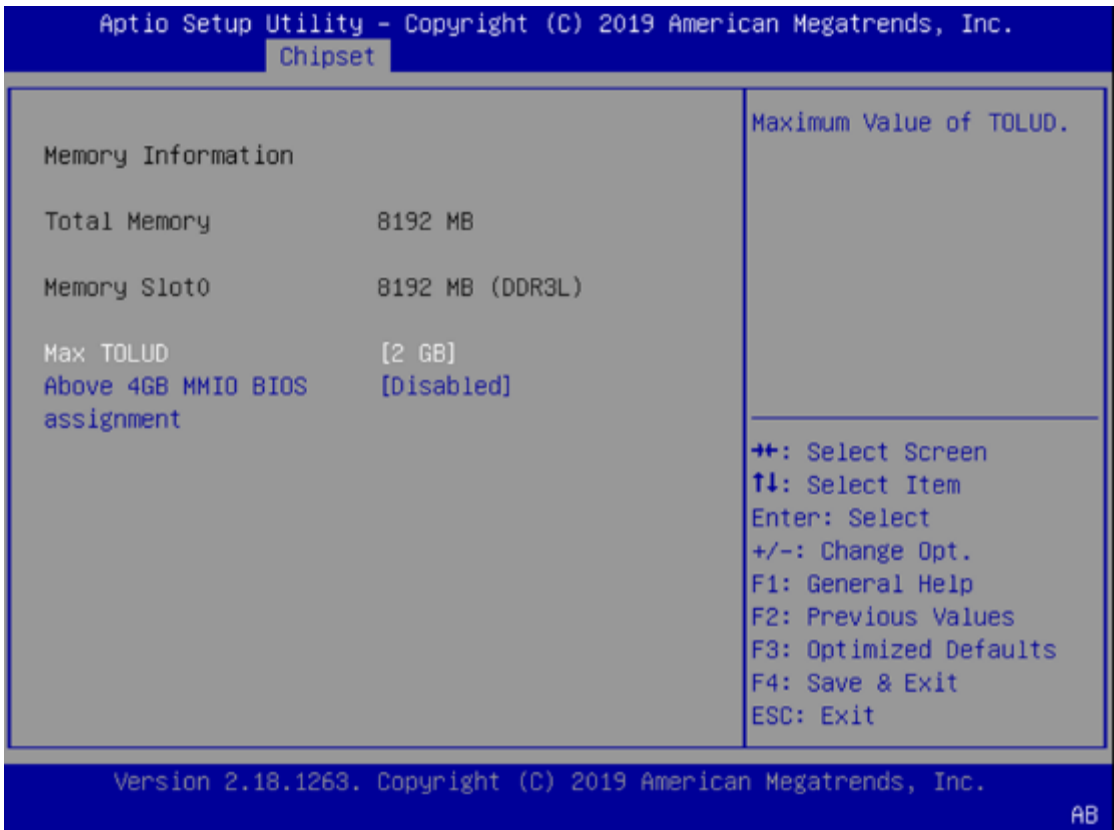 Aptio Setup Utility – Copyright (C) 2019 American Megatrends, Inc.
Chipset
Memory Information
Total Memory 8192 MB
Memory Slot0 8192 MB (DDR3L)
Max TOLUD [2 GB]
Above 4GB MMIO BIOS [Disabled]
assignment
Maximum Value of TOLUD.
→←: Select Screen
↑↓: Select Item
Enter: Select
+/-: Change Opt.
F1: General Help
F2: Previous Values
F3: Optimized Defaults
F4: Save & Exit
ESC: Exit
Version 2.18.1263. Copyright (C) 2019 American Megatrends, Inc.
AB